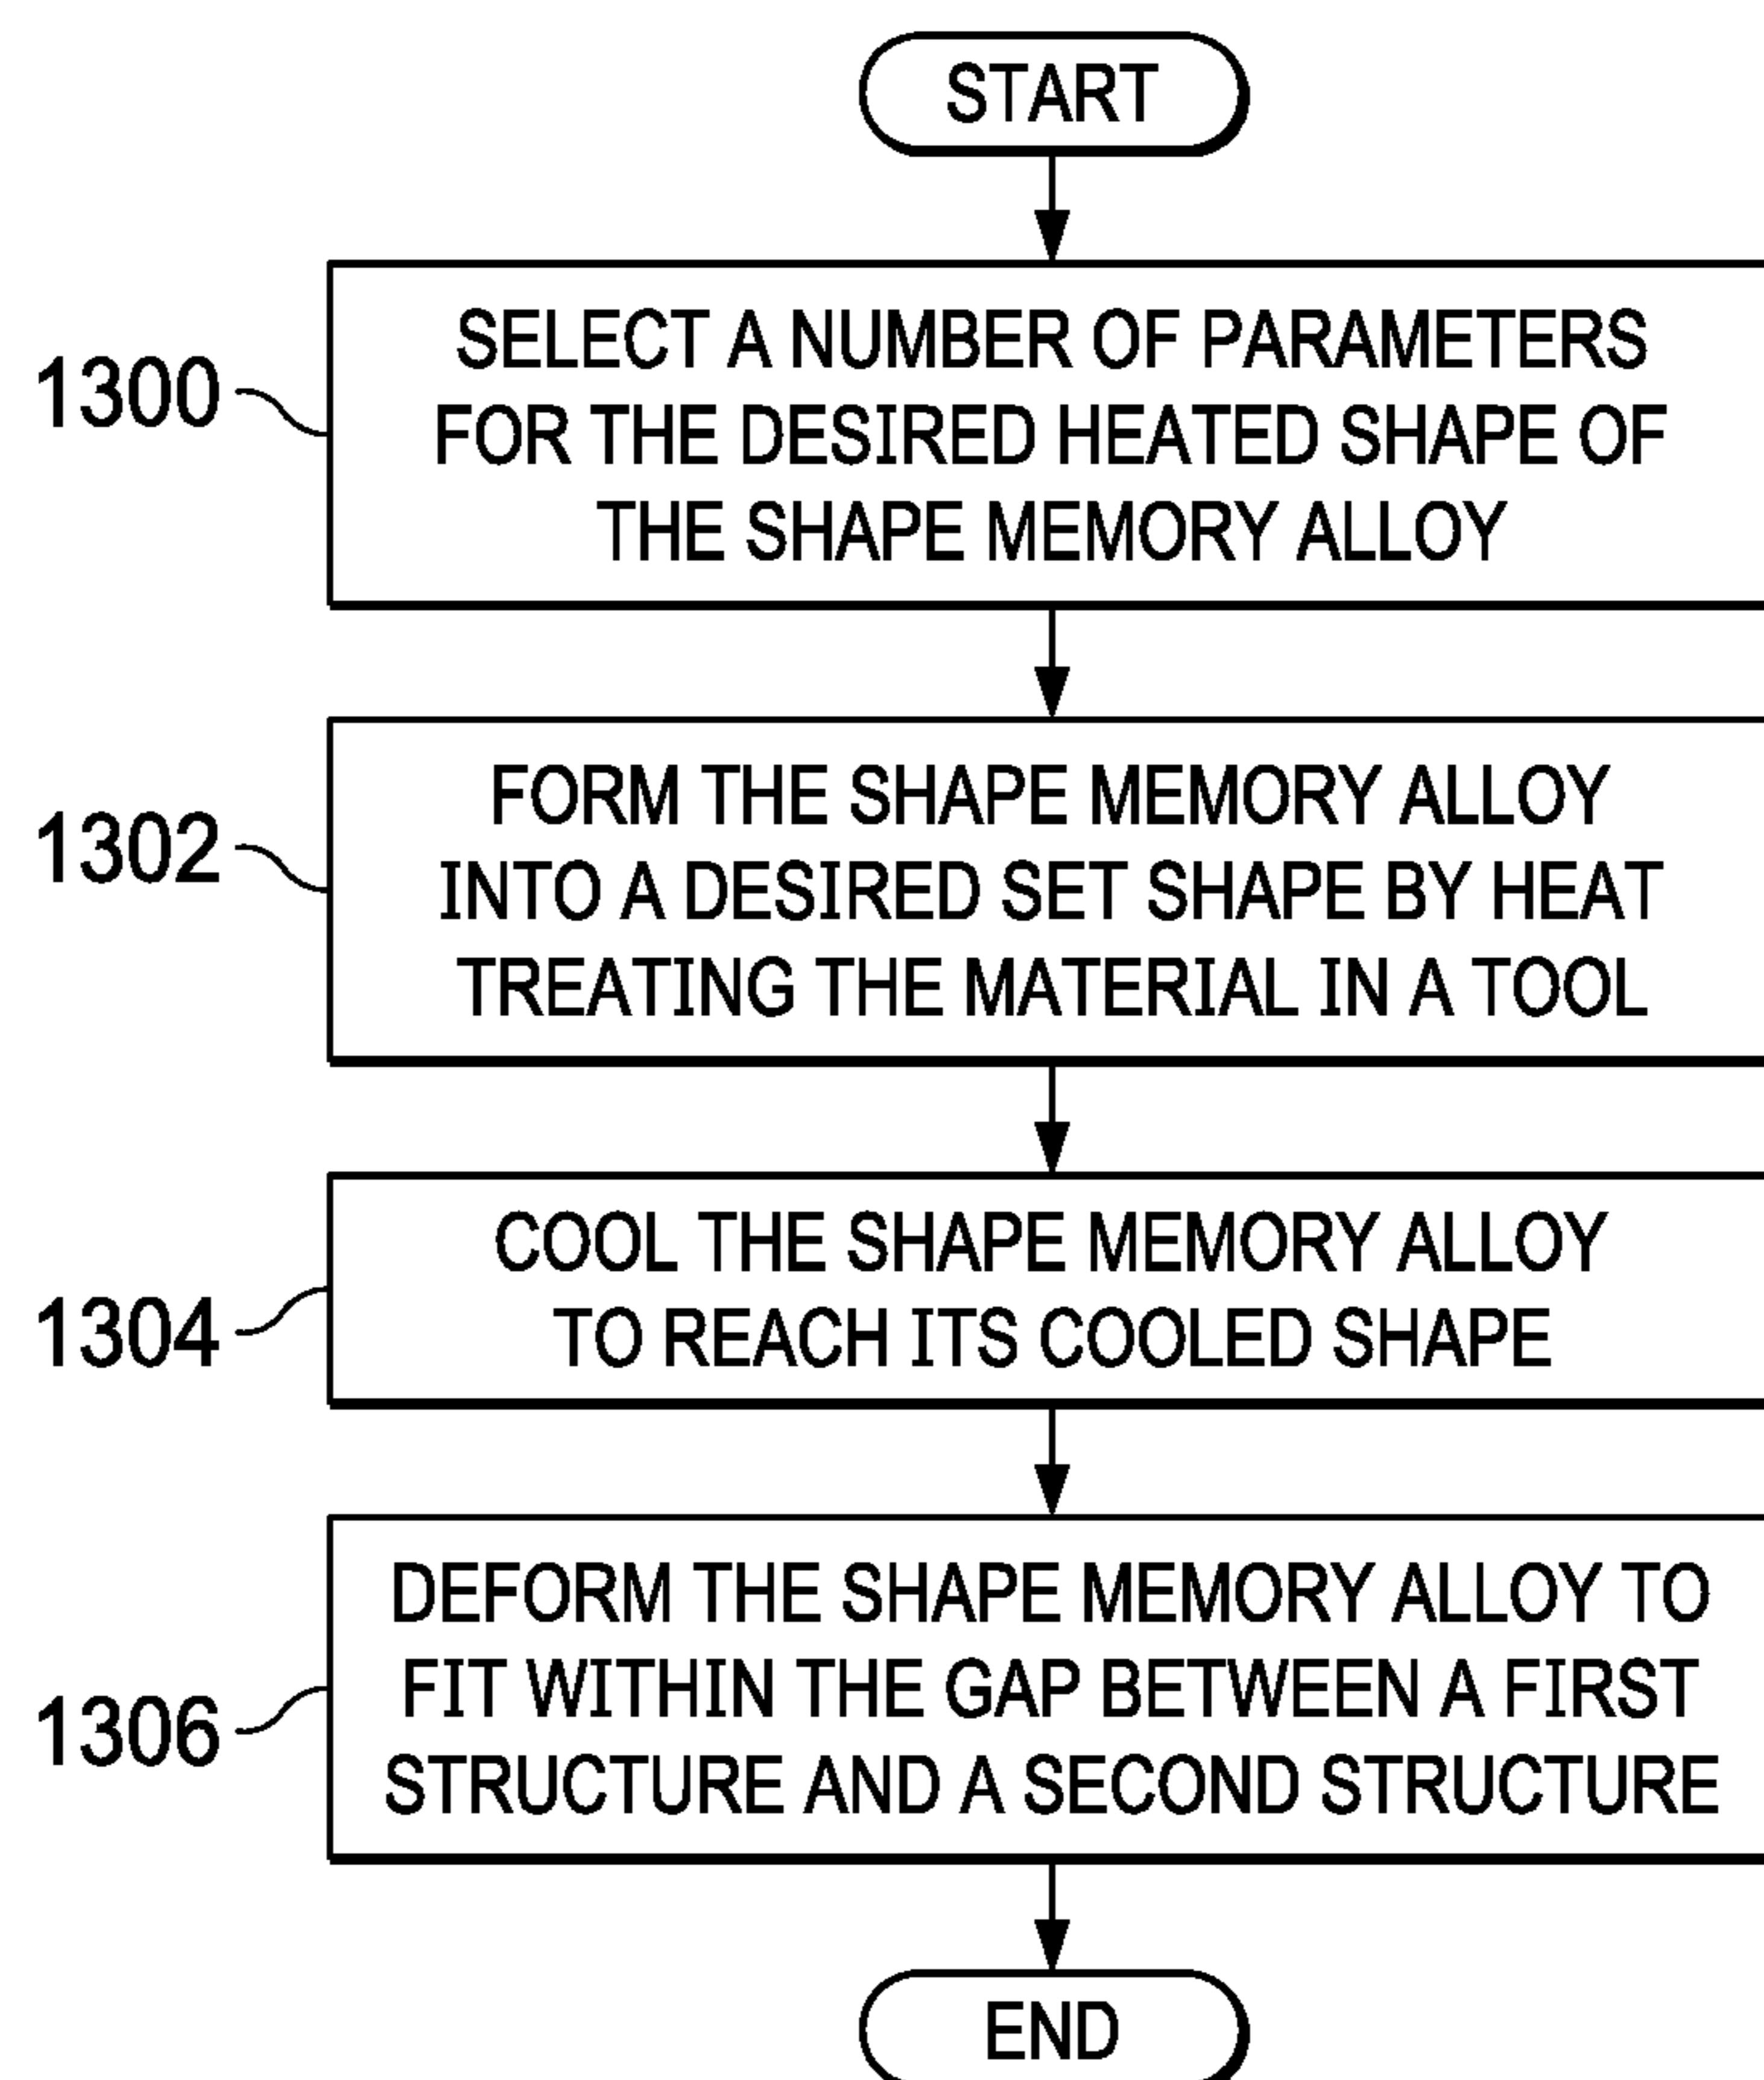 START
1300
SELECT A NUMBER OF PARAMETERS
FOR THE DESIRED HEATED SHAPE OF
THE SHAPE MEMORY ALLOY
1302
FORM THE SHAPE MEMORY ALLOY
INTO A DESIRED SET SHAPE BY HEAT
TREATING THE MATERIAL IN A TOOL
1304
COOL THE SHAPE MEMORY ALLOY
TO REACH ITS COOLED SHAPE
1306
DEFORM THE SHAPE MEMORY ALLOY TO
FIT WITHIN THE GAP BETWEEN A FIRST
STRUCTURE AND A SECOND STRUCTURE
END